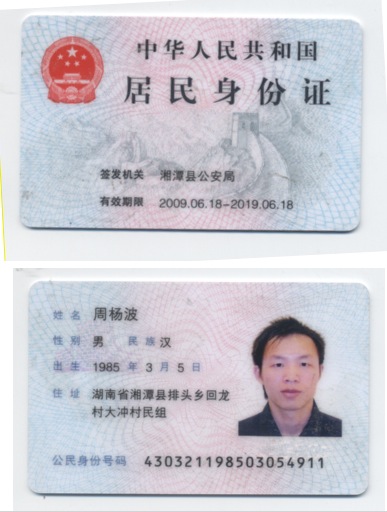 中华人民共和国
居民身份证
签发机关 湘潭县公安局
有效期限 2009.06.18-2019.06.18
姓名 周杨波
性别 男 民族 汉
出生 1985 年 3 月 5 日
住址 湖南省湘潭县排头乡回龙
村大冲村民组
公民身份号码 430321198503054911